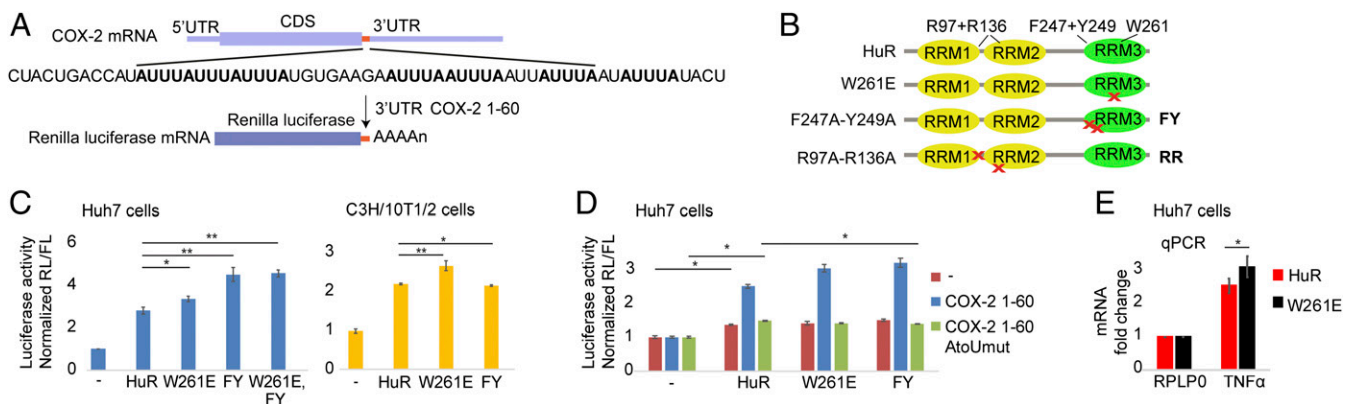 A
5'UTR
CDS
3'UTR
COX-2 mRNA
CUACUGACCAUAUUUAUUUAUUUAUGUGAAGAAUUUAAUUUAAUUAUUUAAUAUUUAUACU
3'UTR COX-2 1-60
Renilla luciferase
Renilla luciferase mRNA
AAAAn
B
R97+R136
F247+Y249
W261
HuR
RRM1
RRM2
RRM3
W261E
RRM1
RRM2
RRM3
F247A-Y249A
RRM1
RRM2
RRM3
FY
R97A-R136A
RRM1
RRM2
RRM3
RR
C
Huh7 cells
Luciferase activity
Normalized RL/FL
6
4
2
0
**
**
*
-
HuR
W261E
FY
W261E,
FY
C3H/10T1/2 cells
3
2
1
0
*
**
-
HuR
W261E
FY
D
Huh7 cells
Luciferase activity
Normalized RL/FL
3
2
1
0
*
*
*
-
HuR
W261E
FY
-
COX-2 1-60
COX-2 1-60
AtoUmut
E
Huh7 cells
qPCR
mRNA
fold change
3
2
1
0
*
RPLP0
TNFα
HuR
W261E